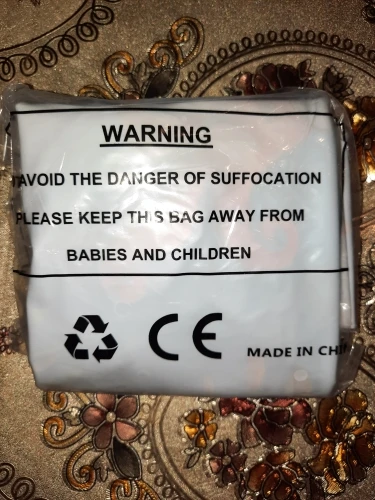 WARNING
AVOID THE DANGER OF SUFFOCATION
PLEASE KEEP THIS BAG AWAY FROM
BABIES AND CHILDREN
CE
MADE IN